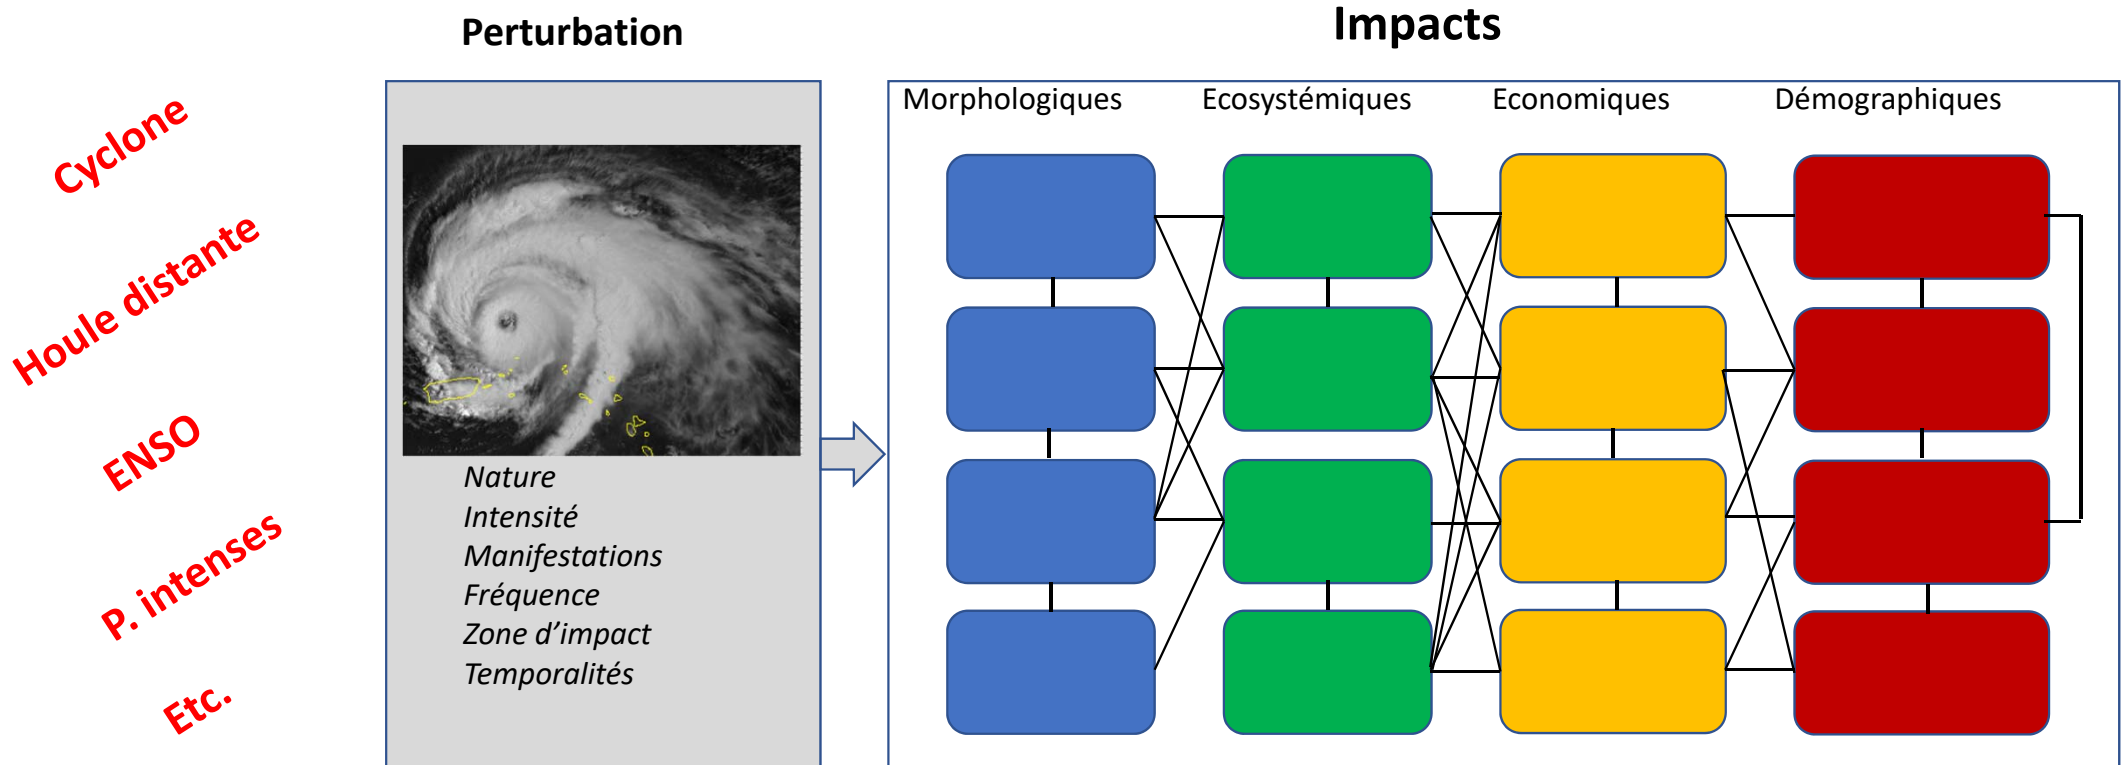 Perturbation
Impacts
Cyclone
Houle distante
ENSO
P. intenses
Etc.
Nature
Intensité
Manifestations
Fréquence
Zone d’impact
Temporalités
Morphologiques
Ecosystémiques
Economiques
Démographiques